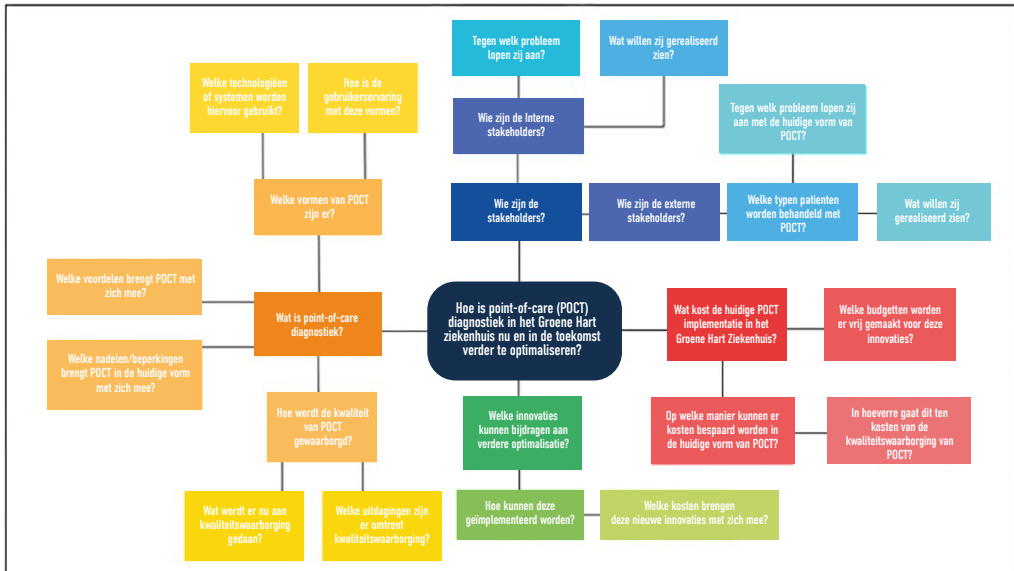 Tegen welk probleem
lopen zij aan?
Wat willen zij gerealiseerd
zien?
Welke technologiëen
of systemen worden
hiervoor gebruikt?
Hoe is de
gebuikerservaring
met deze vormen?
Wie zijn de Interne
stakeholders?
Tegen welk probleem lopen zij
aan met de huidige vorm van
POCT?
Welke vormen van POCT
zijn er?
Wie zijn de
stakeholders?
Wie zijn de externe
stakeholders?
Welke typen patienten
worden behandeld met
POCT?
Wat willen zij
gerealiseerd zien?
Welke voordelen brengt POCT met
zich mee?
Wat is point-of-care
diagnostiek?
Hoe is point-of-care (POCT)
diagnostiek in het Groene Hart
ziekenhuis nu en in de toekomst
verder te optimaliseren?
Wat kost de huidige POCT
implementatie in het
Groene Hart Ziekenhuis?
Welke budgetten worden
er vrij gemaakt voor deze
innovaties?
Welke nadelen/beperkingen
brengt POCT in de huidige vorm
met zich mee?
Hoe wordt de kwaliteit
van POCT
gewaarborgd?
Welke innovaties
kunnen bijdragen aan
verdere optimalisatie?
Op welke manier kunnen er
kosten bespaard worden in
de huidige vorm van POCT?
In hoeverre gaat dit ten
kosten van de
kwaliteitswaarborging van
POCT?
Wat wordt er nu aan
kwaliteitswaarborging
gedaan?
Welke uitdagingen zijn
er omtrent
kwaliteitswaarborging?
Hoe kunnen deze
geïmplementeerd worden?
Welke kosten brengen
deze nieuwe innovaties met zich mee?